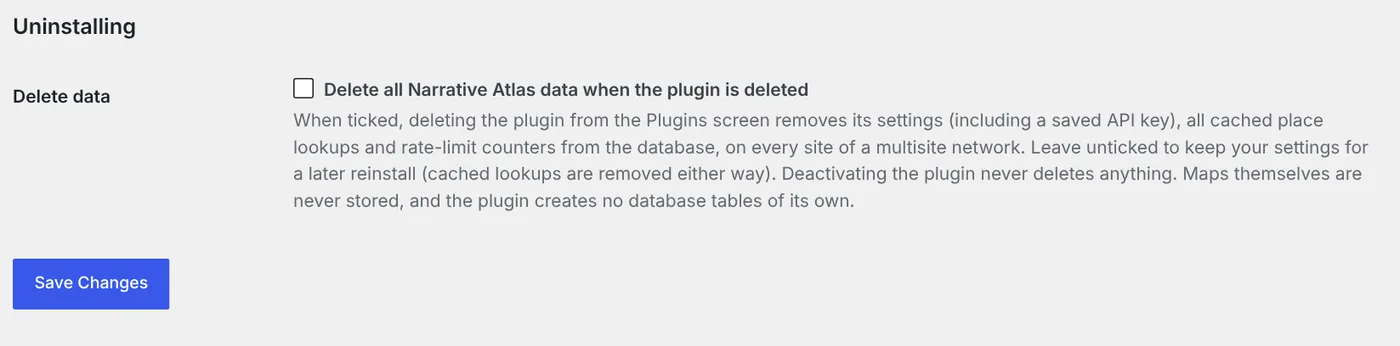 Uninstalling
Delete data
Delete all Narrative Atlas data when the plugin is deleted
When ticked, deleting the plugin from the Plugins screen removes its settings (including a saved API key), all cached place
lookups and rate-limit counters from the database, on every site of a multisite network. Leave unticked to keep your settings for
a later reinstall (cached lookups are removed either way). Deactivating the plugin never deletes anything. Maps themselves are
never stored, and the plugin creates no database tables of its own.
Save Changes